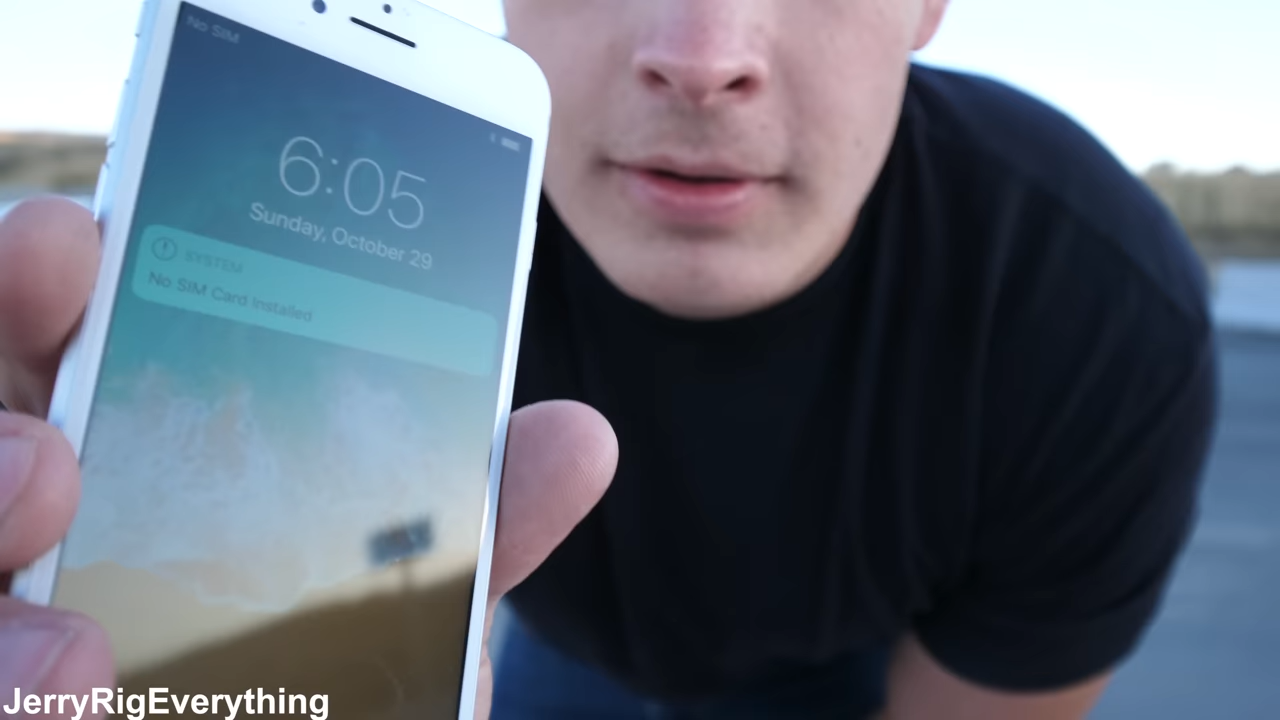 No SIM
6:05
Sunday, October 29
SYSTEM
No SIM Card Installed
JerryRigEverything